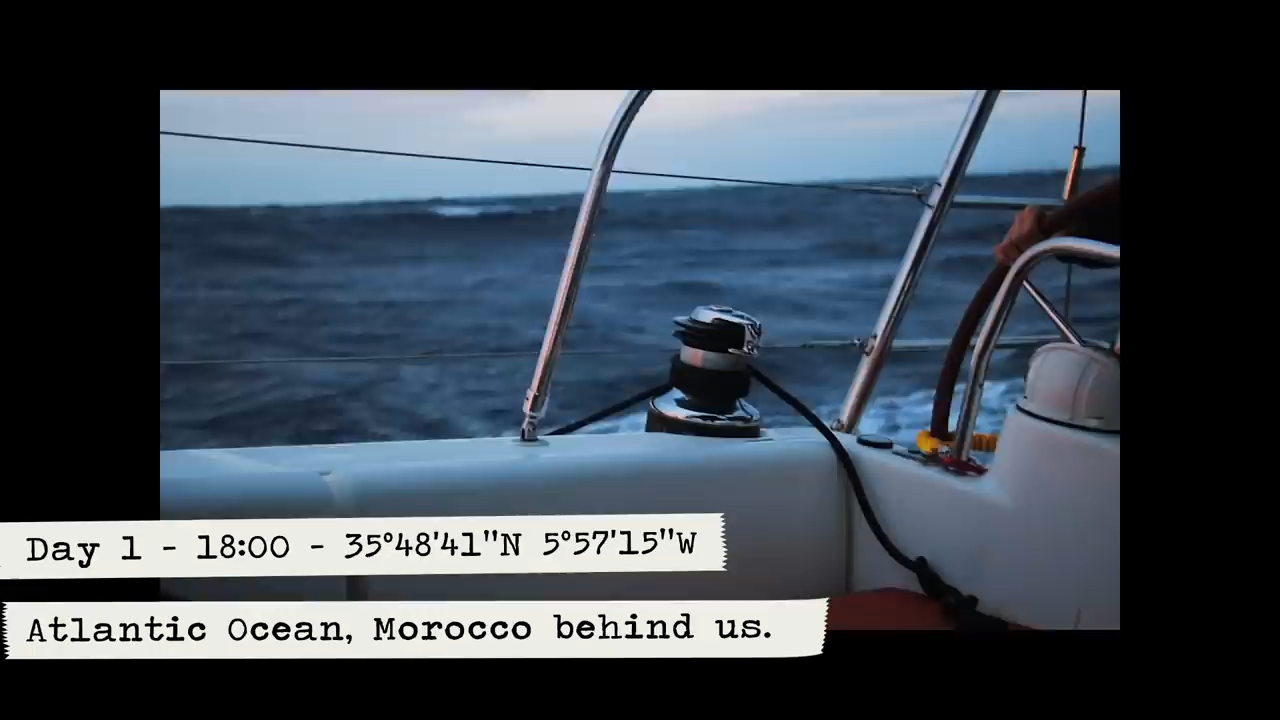 Day 1 - 18:00 - 35°48'41"N 5°57'15"W
Atlantic Ocean, Morocco behind us.